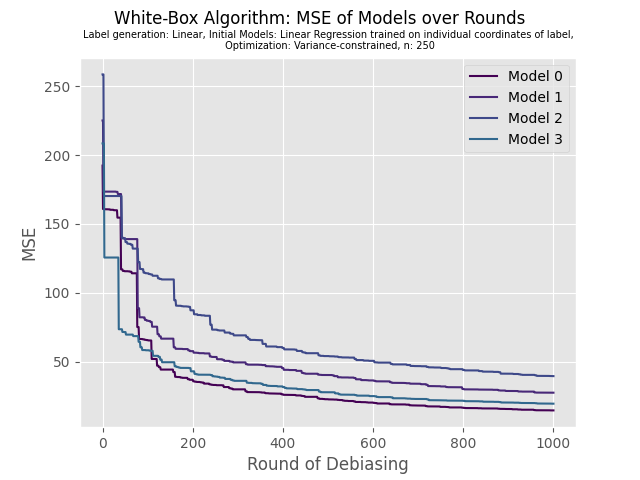 White-Box Algorithm: MSE of Models over Rounds
Label generation: Linear, Initial Models: Linear Regression trained on individual coordinates of label,
Optimization: Variance-constrained, n: 250
Model 0
Model 1
Model 2
Model 3
MSE
250
200
150
100
50
0
200
400
600
800
1000
Round of Debiasing